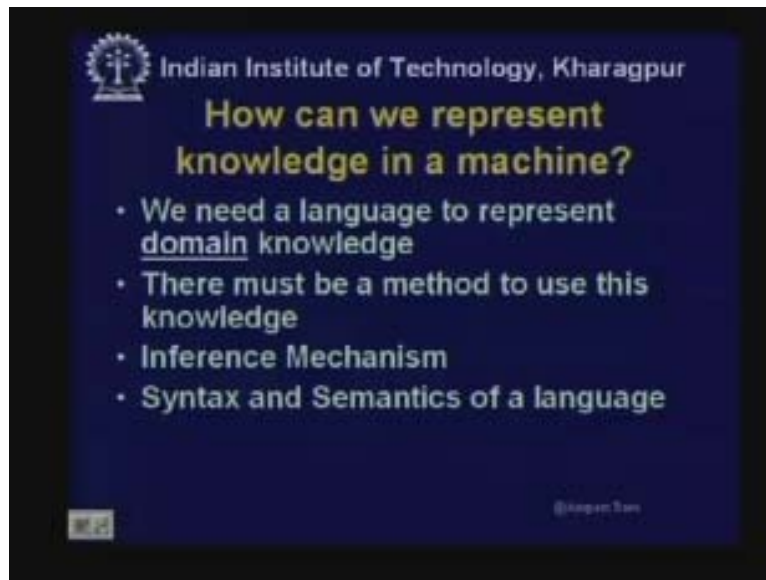 Indian Institute of Technology, Kharagpur
How can we represent
knowledge in a machine?
• We need a language to represent
domain knowledge
• There must be a method to use this
knowledge
• Inference Mechanism
• Syntax and Semantics of a language